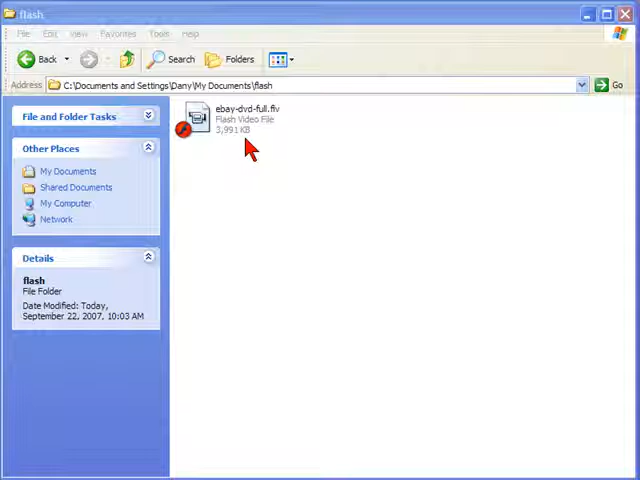 flash
File Edit view Favorites Tools Help
Back Search Folders
Address C:\Documents and Settings\Dany\My Documents\flash Go
File and Folder Tasks
Other Places
My Documents
Shared Documents
My Computer
Network
Details
flash
File Folder
Date Modified: Today,
September 22, 2007, 10:03 AM
ebay-dvd-full.flv
Flash Video File
3,991 KB